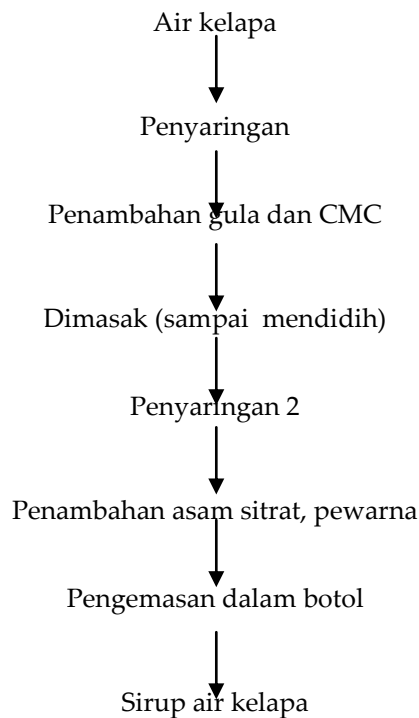 Air kelapa
Penyaringan
Penambahan gula dan CMC
Dimasak (sampai mendidih)
Penyaringan 2
Penambahan asam sitrat, pewarna
Pengemasan dalam botol
Sirup air kelapa